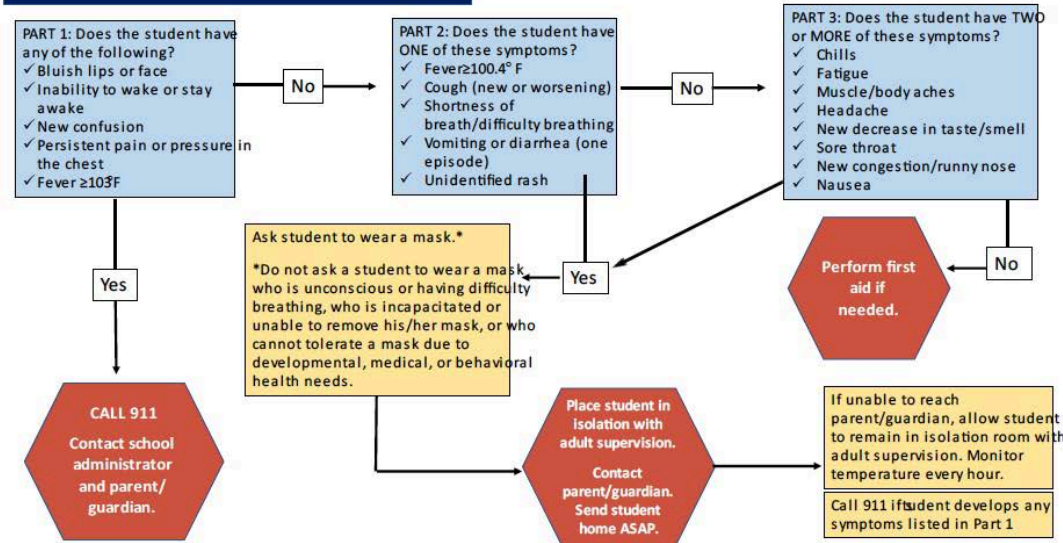 PART 1: Does the student have
any of the following?
✓ Bluish lips or face
✓ Inability to wake or stay
awake
✓ New confusion
✓ Persistent pain or pressure in
the chest
✓ Fever ≥103°F
No
PART 2: Does the student have
ONE of these symptoms?
✓ Fever≥100.4° F
✓ Cough (new or worsening)
✓ Shortness of
breath/difficulty breathing
✓ Vomiting or diarrhea (one
episode)
✓ Unidentified rash
No
PART 3: Does the student have TWO
or MORE of these symptoms?
✓ Chills
✓ Fatigue
✓ Muscle/body aches
✓ Headache
✓ New decrease in taste/smell
✓ Sore throat
✓ New congestion/runny nose
✓ Nausea
Yes
Ask student to wear a mask.*
*Do not ask a student to wear a mask
who is unconscious or having difficulty
breathing, who is incapacitated or
unable to remove his/her mask, or who
cannot tolerate a mask due to
developmental, medical, or behavioral
health needs.
Yes
No
Perform first
aid if
needed.
CALL 911
Contact school
administrator
and parent/
guardian.
Place student in
isolation with
adult supervision.
Contact
parent/guardian.
Send student
home ASAP.
If unable to reach
parent/guardian, allow student
to remain in isolation room with
adult supervision. Monitor
temperature every hour.
Call 911 if student develops any
symptoms listed in Part 1